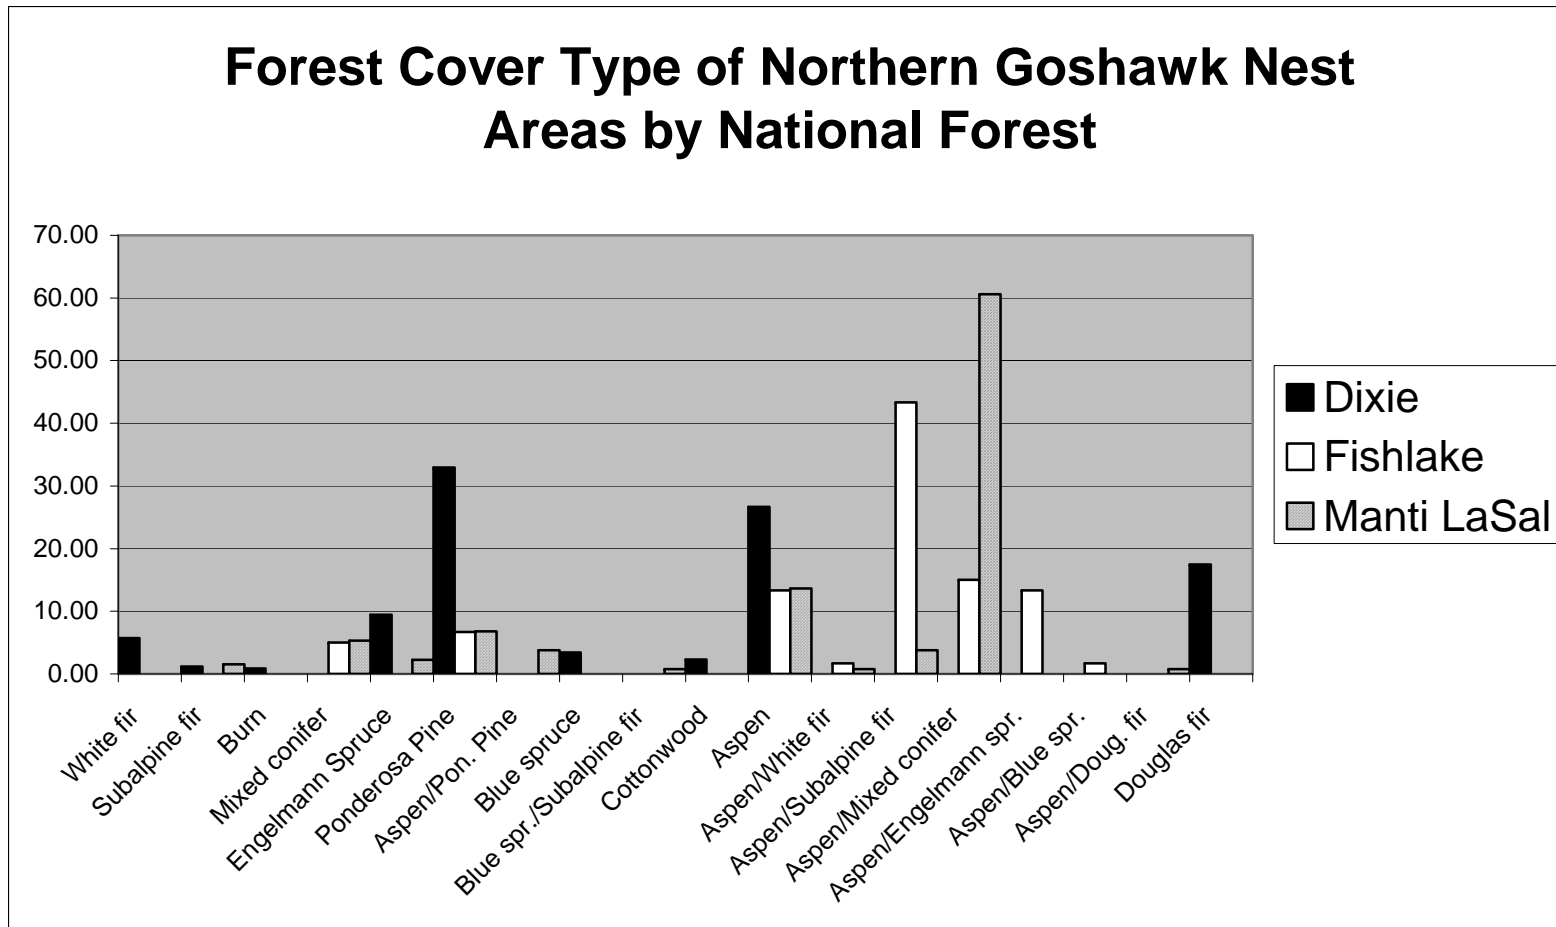 Forest Cover Type of Northern Goshawk Nest
Areas by National Forest
70.00
60.00
50.00
40.00
30.00
20.00
10.00
0.00
White fir
Subalpine fir
Burn
Mixed conifer
Engelmann Spruce
Ponderosa Pine
Aspen/Pon. Pine
Blue spruce
Blue spr./Subalpine fir
Cottonwood
Aspen
Aspen/White fir
Aspen/Subalpine fir
Aspen/Mixed conifer
Aspen/Engelmann spr.
Aspen/Blue spr.
Aspen/Doug. fir
Douglas fir
Dixie
Fishlake
Manti LaSal